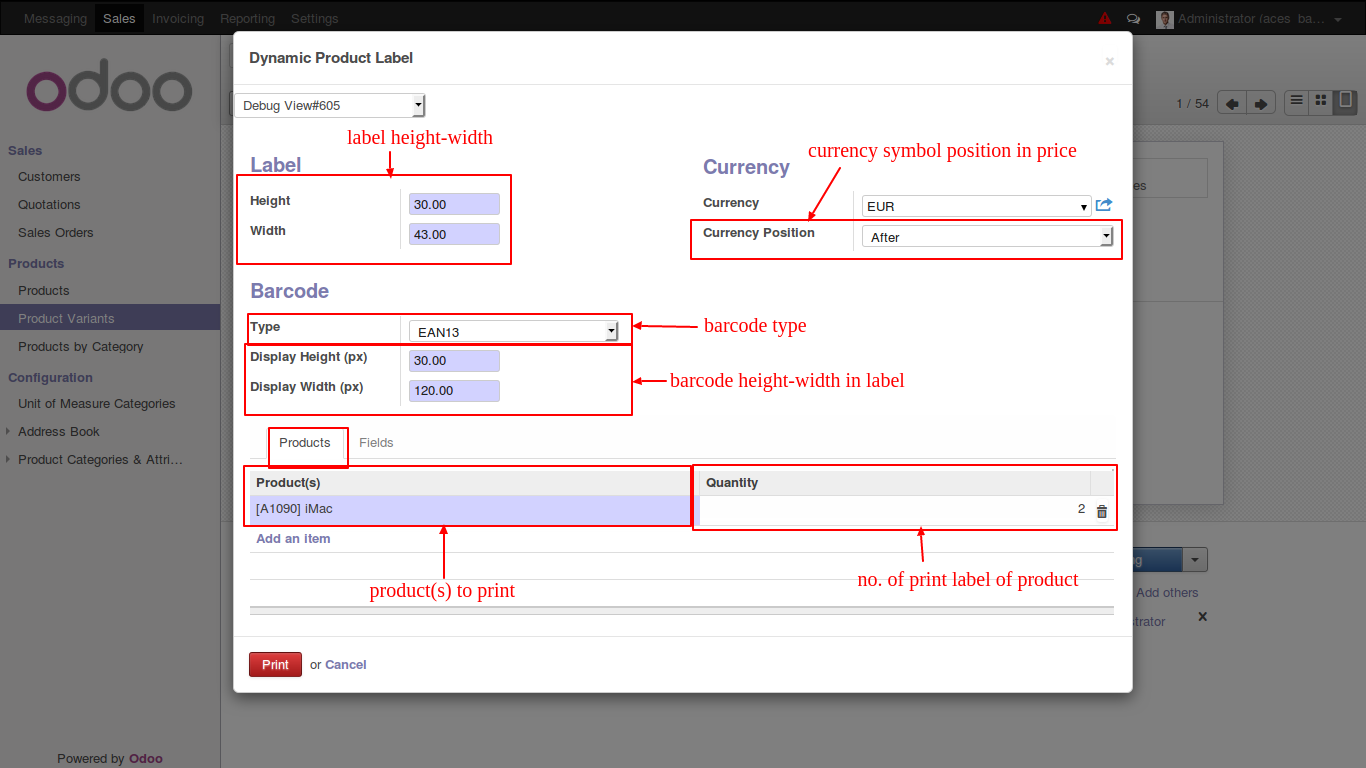 Messaging Sales Invoicing Reporting Settings Administrator (aces_ba...
Dynamic Product Label ×
odoo
Debug View#605
1 / 54
label height-width
currency symbol position in price
Sales
Customers
Quotations
Sales Orders
Products
Products
Product Variants
Products by Category
Configuration
Unit of Measure Categories
Address Book
Product Categories & Attri...
Powered by Odoo
Label
Height 30.00
Width 43.00
Currency
Currency EUR
Currency Position After
Barcode
Type EAN13
barcode type
Display Height (px) 30.00
Display Width (px) 120.00
barcode height-width in label
Products Fields
Product(s) Quantity
[A1090] iMac 2
Add an item
product(s) to print
no. of print label of product
Print or Cancel
es
g
Add others
strator X